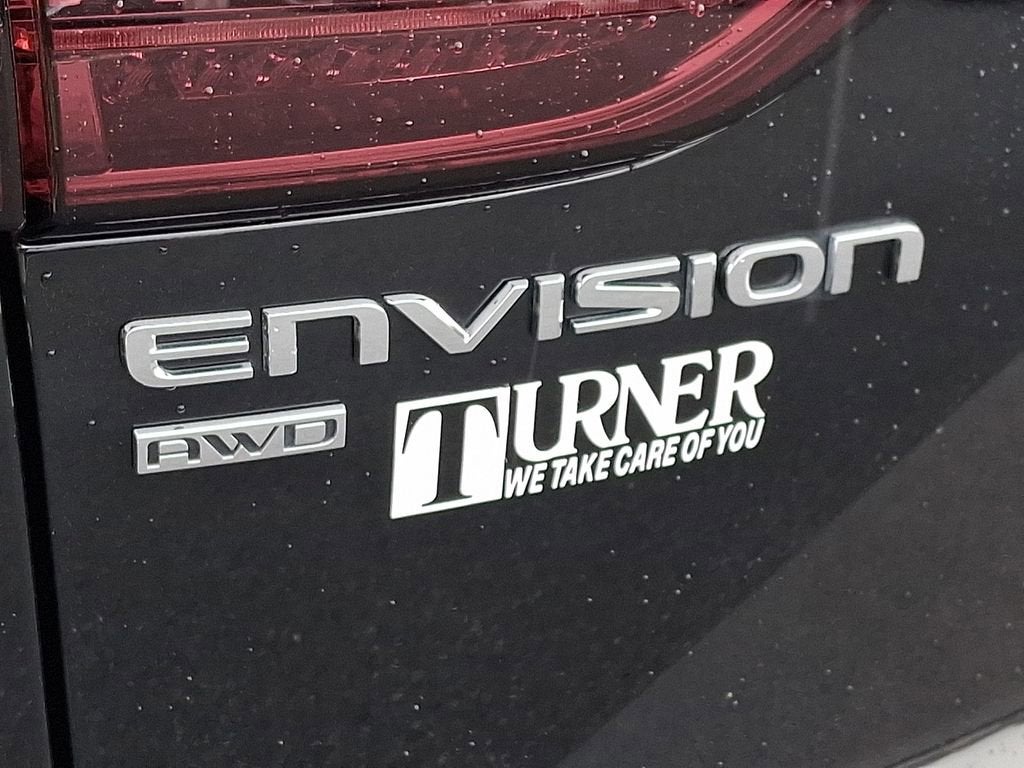 ENVISION
AWD
TURNER
WE TAKE CARE OF YOU